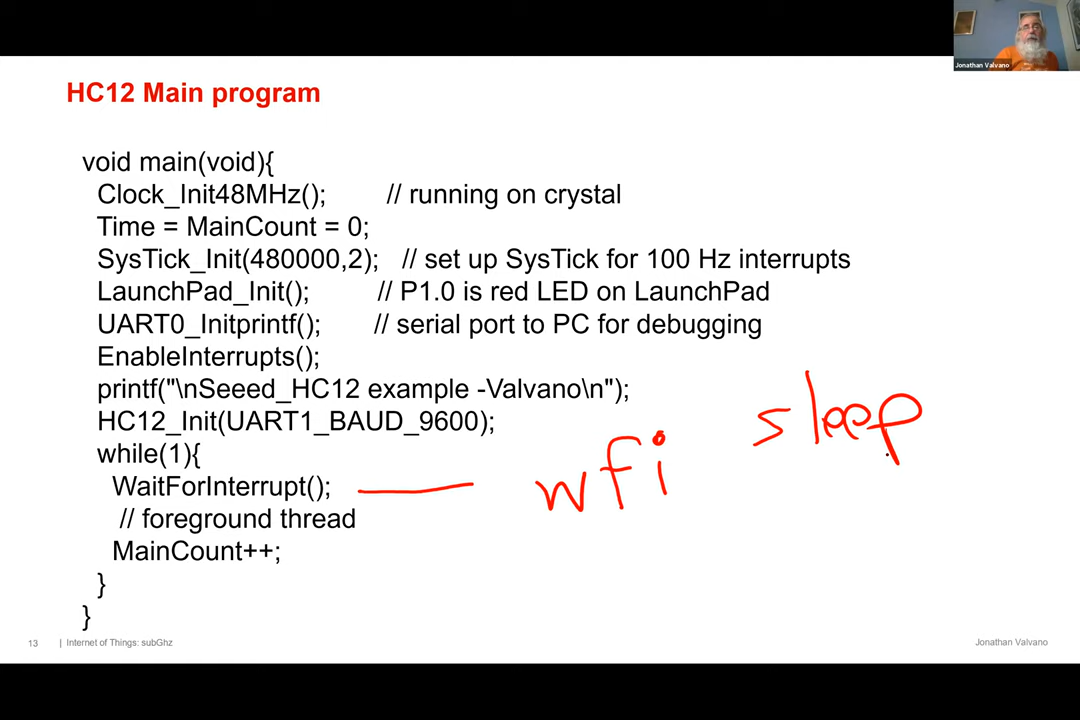 Jonathan Valvano
HC12 Main program
void main(void){
Clock_Init48MHz(); // running on crystal
Time = MainCount = 0;
SysTick_Init(480000,2); // set up SysTick for 100 Hz interrupts
LaunchPad_Init(); // P1.0 is red LED on LaunchPad
UART0_Initprintf(); // serial port to PC for debugging
EnableInterrupts();
printf("\nSeeed_HC12 example -Valvano\n");
HC12_Init(UART1_BAUD_9600);
while(1){
WaitForInterrupt(); wfi sleep
// foreground thread
MainCount++;
}
}
13 | Internet of Things: subGhz Jonathan Valvano